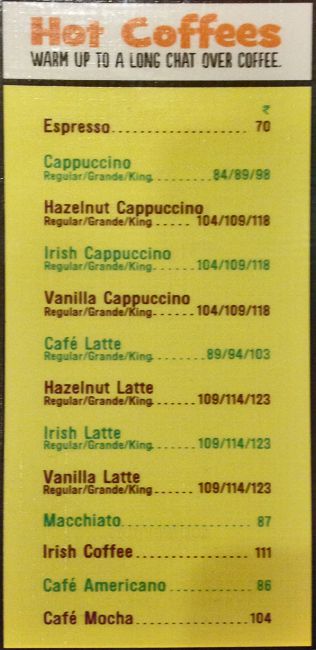 Hot Coffees
WARM UP TO A LONG CHAT OVER COFFEE.
₹
Espresso.................. 70
Cappuccino
Regular/Grande/King.........84/89/98
Hazelnut Cappuccino
Regular/Grande/King...... 104/109/118
Irish Cappuccino
Regular/Grande/King.......104/109/118
Vanilla Cappuccino
Regular/Grande/King.......104/109/118
Café Latte
Regular/Grande/King........ 89/94/103
Hazelnut Latte
Regular/Grande/King...... 109/114/123
Irish Latte
Regular/Grande/King.......109/114/123
Vanilla Latte
Regular/Grande/King...... 109/114/123
Macchiato................. 87
Irish Coffee............... 111
Café Americano........... 86
Café Mocha............... 104